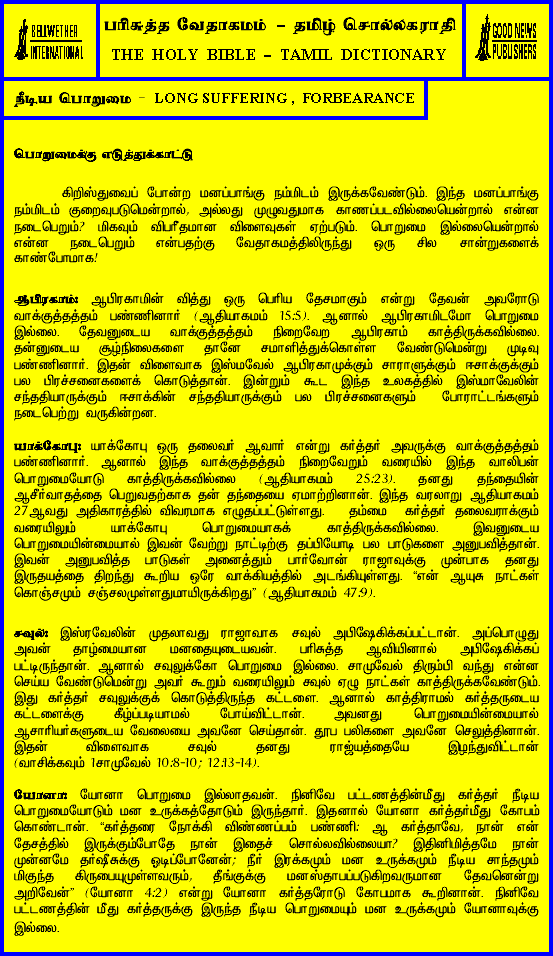 BELLWETHER
INTERNATIONAL
பரிசுத்த வேதாகமம் – தமிழ் சொல்லகராதி
THE HOLY BIBLE – TAMIL DICTIONARY
GOOD NEWS
PUBLISHERS
நீடிய பொறுமை – LONG SUFFERING , FORBEARANCE
பொறுமைக்கு எடுத்துக்காட்டு
கிறிஸ்துவைப் போன்ற மனப்பாங்கு நம்மிடம் இருக்கவேண்டும். இந்த மனப்பாங்கு
நம்மிடம் குறைவுபடுமென்றால், அல்லது முழுவதுமாக காணப்படவில்லையென்றால் என்ன
நடைபெறும்? மிகவும் விபரீதமான விளைவுகள் ஏற்படும். பொறுமை இல்லையென்றால்
என்ன நடைபெறும் என்பதற்கு வேதாகமத்திலிருந்து ஒரு சில சான்றுகளைக்
காண்போமாக!
ஆபிரகாம்: ஆபிரகாமின் வித்து ஒரு பெரிய தேசமாகும் என்று தேவன் அவரோடு
வாக்குத்தத்தம் பண்ணினார் (ஆதியாகமம் 15:5). ஆனால் ஆபிரகாமிடமோ பொறுமை
இல்லை. தேவனுடைய வாக்குத்தத்தம் நிறைவேற ஆபிரகாம் காத்திருக்கவில்லை.
தன்னுடைய சூழ்நிலைகளை தானே சமாளித்துக்கொள்ள வேண்டுமென்று முடிவு
பண்ணினார். இதன் விளைவாக இஸ்மவேல் ஆபிரகாமுக்கும் சாராளுக்கும் ஈசாக்குக்கும்
பல பிரச்சனைகளைக் கொடுத்தான். இன்றும் கூட இந்த உலகத்தில் இஸ்மாவேலின்
சந்ததியாருக்கும் ஈசாக்கின் சந்ததியாருக்கும் பல பிரச்சனைகளும் போராட்டங்களும்
நடைபெற்று வருகின்றன.
யாக்கோபு: யாக்கோபு ஒரு தலைவர் ஆவார் என்று கர்த்தர் அவருக்கு வாக்குத்தத்தம்
பண்ணினார். ஆனால் இந்த வாக்குத்தத்தம் நிறைவேறும் வரையில் இந்த வாலிபன்
பொறுமையோடு காத்திருக்கவில்லை (ஆதியாகமம் 25:23). தனது தந்தையின்
ஆசீர்வாதத்தை பெறுவதற்காக தன் தந்தையை ஏமாற்றினான். இந்த வரலாறு ஆதியாகமம்
27ஆவது அதிகாரத்தில் விவரமாக எழுதப்பட்டுள்ளது. தம்மை கர்த்தர் தலைவராக்கும்
வரையிலும் யாக்கோபு பொறுமையாகக் காத்திருக்கவில்லை. இவனுடைய
பொறுமையின்மையால் இவன் வேற்று நாட்டிற்கு தப்பியோடி பல பாடுகளை அனுபவித்தான்.
இவன் அனுபவித்த பாடுகள் அனைத்தும் பார்வோன் ராஜாவுக்கு முன்பாக தனது
இருதயத்தை திறந்து கூறிய ஒரே வாக்கியத்தில் அடங்கியுள்ளது. “என் ஆயுசு நாட்கள்
கொஞ்சமும் சஞ்சலமுள்ளதுமாயிருக்கிறது” (ஆதியாகமம் 47:9).
சவுல்: இஸ்ரவேலின் முதலாவது ராஜாவாக சவுல் அபிஷேகிக்கப்பட்டான். அப்பொழுது
அவன் தாழ்மையான மனதையுடையவன். பரிசுத்த ஆவியினால் அபிஷேகிக்கப்
பட்டிருந்தான். ஆனால் சவுலுக்கோ பொறுமை இல்லை. சாமுவேல் திரும்பி வந்து என்ன
செய்ய வேண்டுமென்று அவர் கூறும் வரையிலும் சவுல் ஏழு நாட்கள் காத்திருக்கவேண்டும்.
இது கர்த்தர் சவுலுக்குக் கொடுத்திருந்த கட்டளை. ஆனால் காத்திராமல் கர்த்தருடைய
கட்டளைக்கு கீழ்ப்படியாமல் போய்விட்டான். அவனது பொறுமையின்மையால்
ஆசாரியர்களுடைய வேலையை அவனே செய்தான். தூப பலிகளை அவனே செலுத்தினான்.
இதன் விளைவாக சவுல் தனது ராஜ்யத்தையே இழந்துவிட்டான்
(வாசிக்கவும் 1சாமுவேல் 10:8-10; 12:13-14).
யோனா: யோனா பொறுமை இல்லாதவன். நினிவே பட்டணத்தின்மீது கர்த்தர் நீடிய
பொறுமையோடும் மன உருக்கத்தோடும் இருந்தார். இதனால் யோனா கர்த்தர்மீது கோபம்
கொண்டான். “கர்த்தரை நோக்கி விண்ணப்பம் பண்ணி: ஆ கர்த்தாவே, நான் என்
தேசத்தில் இருக்கும்போதே நான் இதைச் சொல்லவில்லையா? இதினிமித்தமே நான்
முன்னமே தர்ஷீசுக்கு ஓடிப்போனேன்; நீர் இரக்கமும் மன உருக்கமும் நீடிய சாந்தமும்
மிகுந்த கிருபையுமுள்ளவரும், தீங்குக்கு மனஸ்தாபப்படுகிறவருமான தேவனென்று
அறிவேன்” (யோனா 4:2) என்று யோனா கர்த்தரோடு கோபமாக கூறினான். நினிவே
பட்டணத்தின் மீது கர்த்தருக்கு இருந்த நீடிய பொறுமையும் மன உருக்கமும் யோனாவுக்கு
இல்லை.